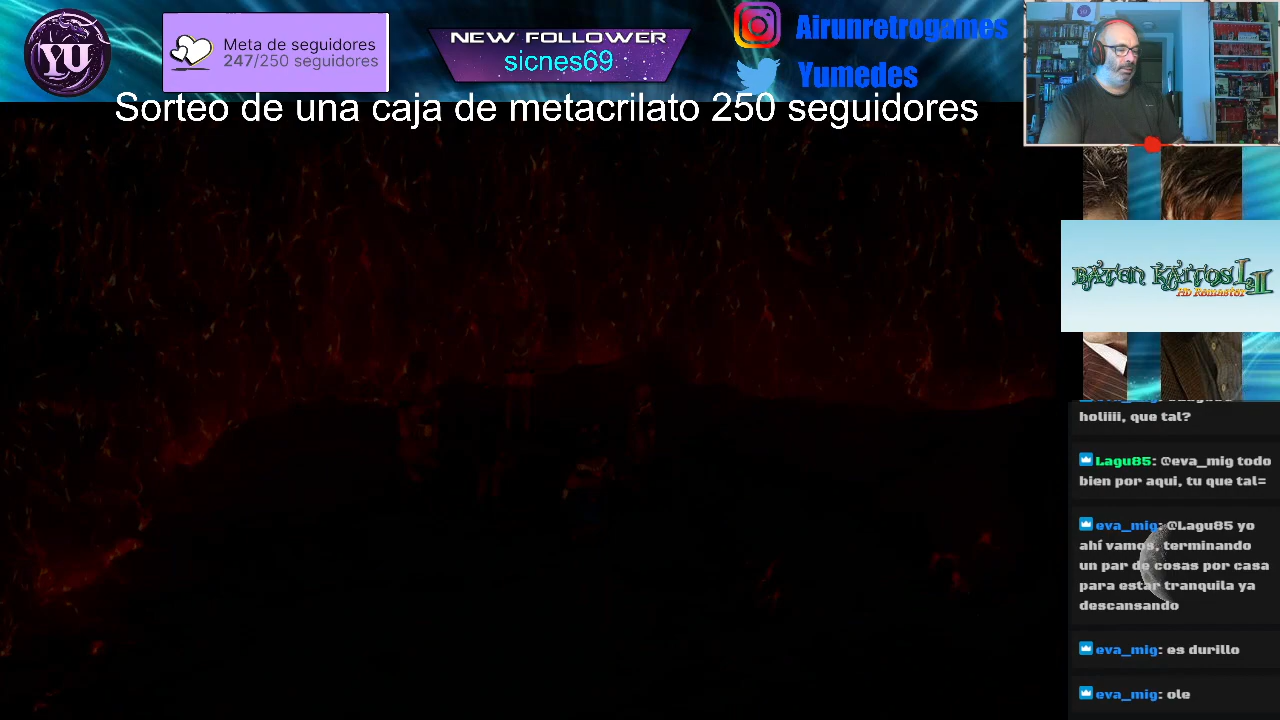 YU
Meta de seguidores
247/250 seguidores
NEW FOLLOWER
sicnes69
Airunretrogames
Yumedes
Sorteo de una caja de metacrilato 250 seguidores
BATEN KAITOS I & II
HD Remaster
holiiii, que tal?
Lagu85: @eva_mig todo
bien por aqui, tu que tal=
eva_mig: @Lagu85 yo
ahí vamos, terminando
un par de cosas por casa
para estar tranquila ya
descansando
eva_mig: es durillo
eva_mig: ole